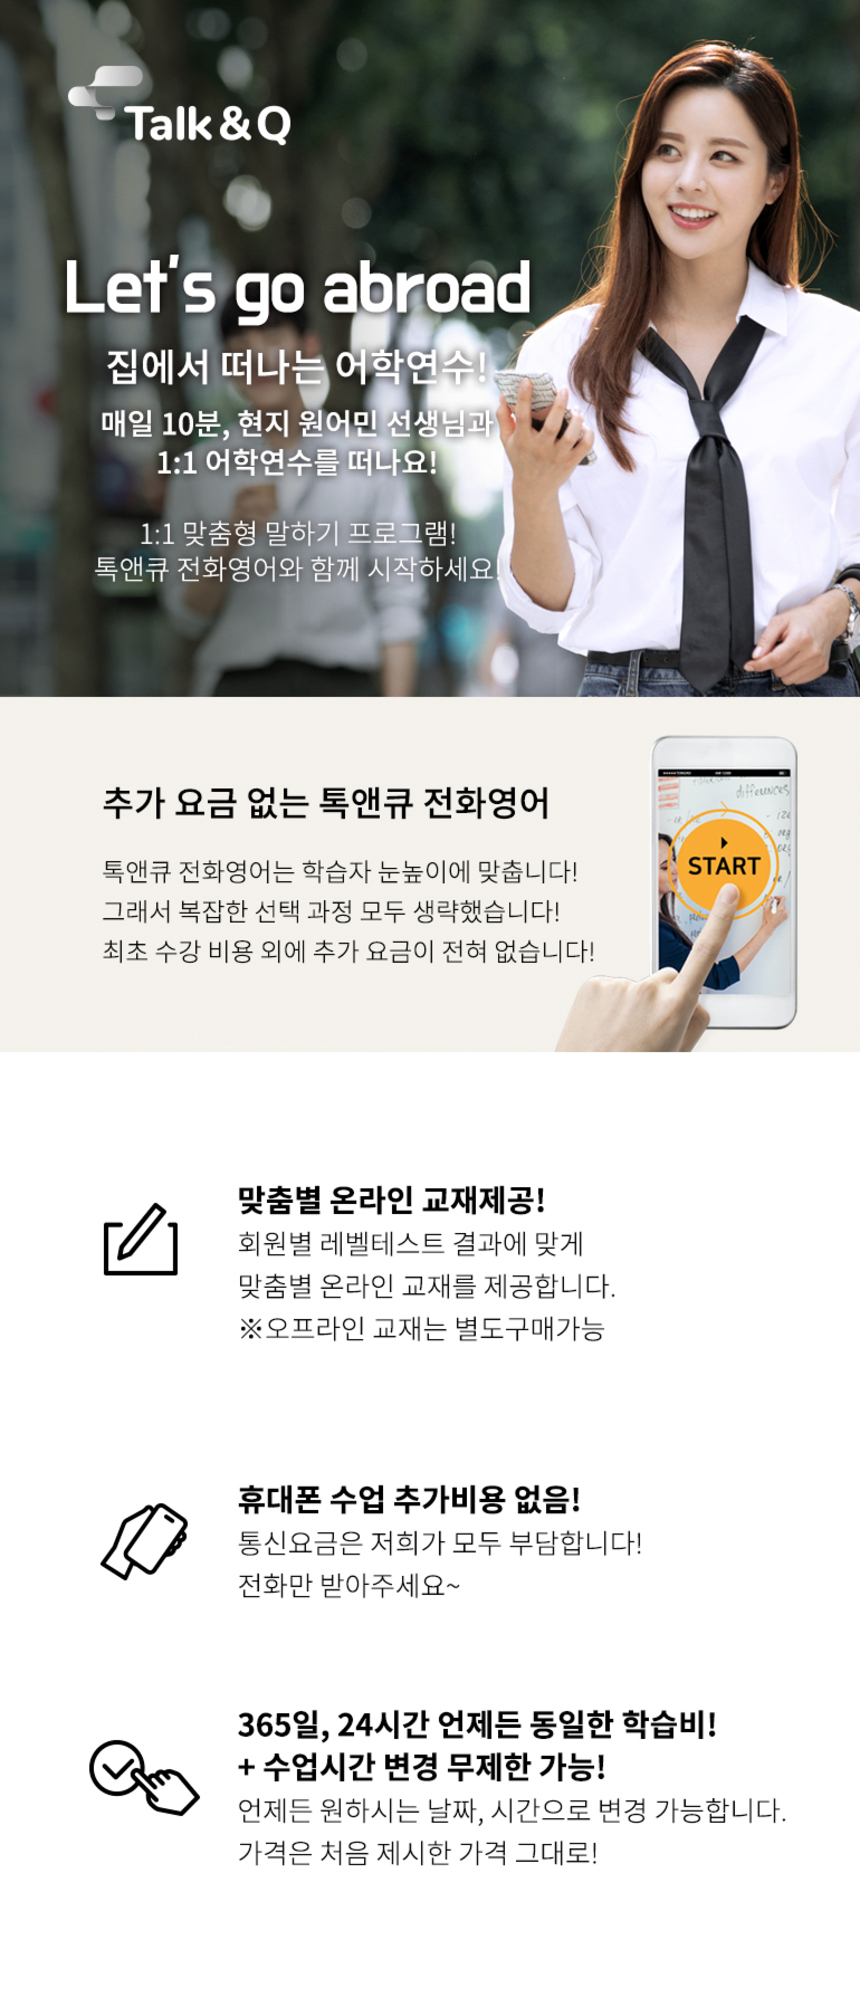 Talk & Q
Let's go abroad
집에서 떠나는 어학연수!
매일 10분, 현지 원어민 선생님과
1:1 어학연수를 떠나요!
1:1 맞춤형 말하기 프로그램!
톡앤큐 전화영어와 함께 시작하세요!
추가 요금 없는 톡앤큐 전화영어
톡앤큐 전화영어는 학습자 눈높이에 맞춥니다!
그래서 복잡한 선택 과정 모두 생략했습니다!
최초 수강 비용 외에 추가 요금이 전혀 없습니다!
differences
START
맞춤별 온라인 교재제공!
회원별 레벨테스트 결과에 맞게
맞춤별 온라인 교재를 제공합니다.
※오프라인 교재는 별도구매가능
휴대폰 수업 추가비용 없음!
통신요금은 저희가 모두 부담합니다!
전화만 받아주세요~
365일, 24시간 언제든 동일한 학습비!
+ 수업시간 변경 무제한 가능!
언제든 원하시는 날짜, 시간으로 변경 가능합니다.
가격은 처음 제시한 가격 그대로!